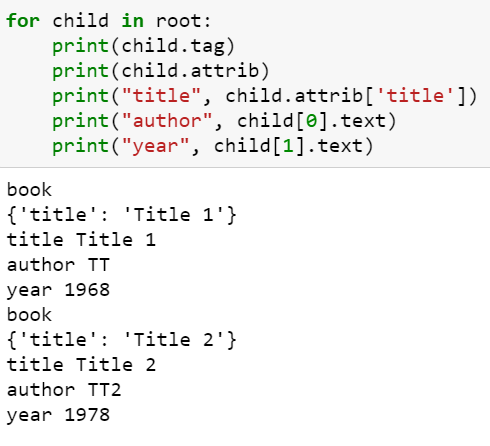 for child in root:
    print(child.tag)
    print(child.attrib)
    print("title", child.attrib['title'])
    print("author", child[0].text)
    print("year", child[1].text)
book
{'title': 'Title 1'}
title Title 1
author TT
year 1968
book
{'title': 'Title 2'}
title Title 2
author TT2
year 1978